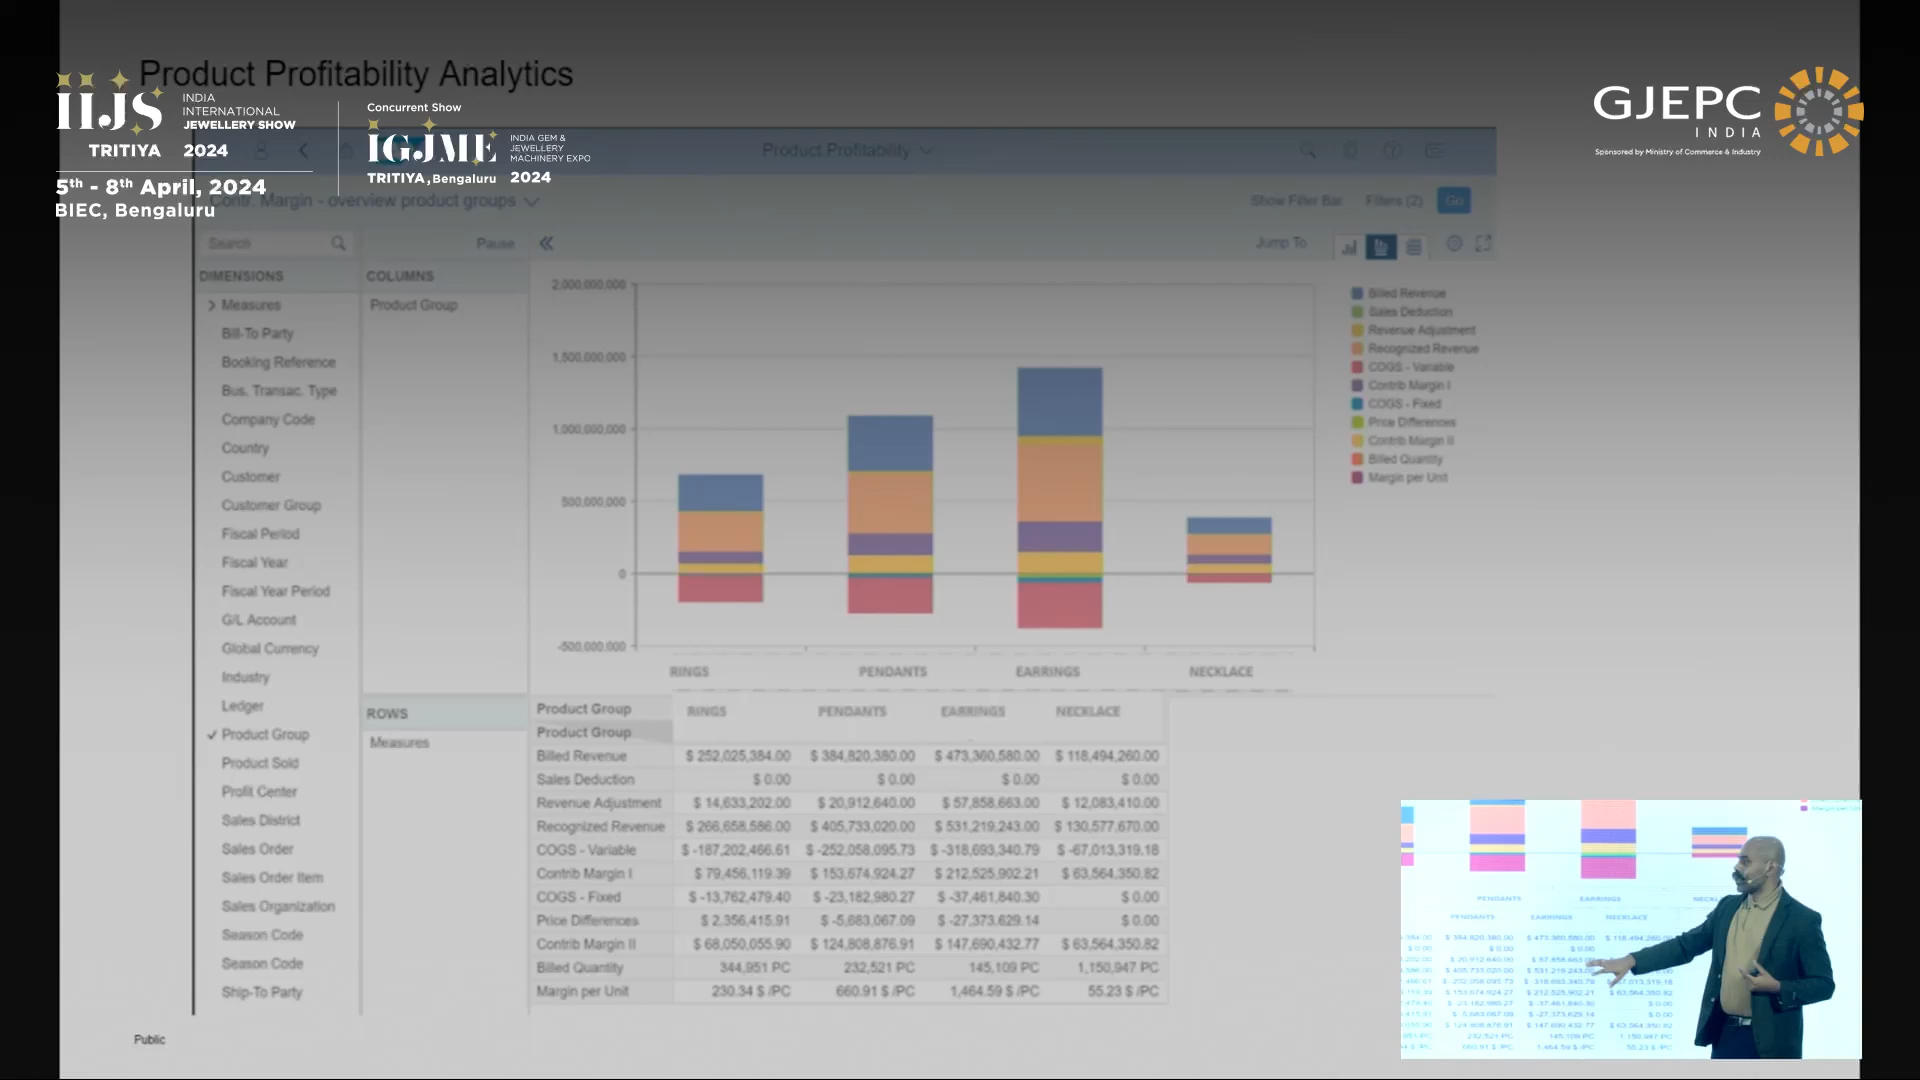 Product Profitability Analytics
IIJS
INDIA
INTERNATIONAL
JEWELLERY SHOW
TRITIYA 2024
5th - 8th April, 2024
BIEC, Bengaluru
Concurrent Show
IGJME
INDIA GEM &
JEWELLERY
MACHINERY EXPO
TRITIYA, Bengaluru 2024
GJEPC
INDIA
Sponsored by Ministry of Commerce & Industry
Product Profitability
Contr. Margin - overview product groups
Show Filter Bar Filters (2) Go
Search
Pause
Jump To
DIMENSIONS
Measures
Bill-To Party
Booking Reference
Bus. Transac. Type
Company Code
Country
Customer
Customer Group
Fiscal Period
Fiscal Year
Fiscal Year Period
G/L Account
Global Currency
Industry
Ledger
Product Group
Product Sold
Profit Center
Sales District
Sales Order
Sales Order Item
Sales Organization
Season Code
Season Code
Ship-To Party
COLUMNS
Product Group
ROWS
Measures
2,000,000,000
1,500,000,000
1,000,000,000
500,000,000
0
-500,000,000
RINGS PENDANTS EARRINGS NECKLACE
Billed Revenue
Sales Deduction
Revenue Adjustment
Recognized Revenue
COGS - Variable
Contrib Margin I
COGS - Fixed
Price Differences
Contrib Margin II
Billed Quantity
Margin per Unit
Product Group RINGS PENDANTS EARRINGS NECKLACE
Product Group
Billed Revenue $ 252,025,384.00 $ 384,820,380.00 $ 473,360,580.00 $ 118,494,260.00
Sales Deduction $ 0.00 $ 0.00 $ 0.00 $ 0.00
Revenue Adjustment $ 14,633,202.00 $ 20,912,640.00 $ 57,858,663.00 $ 12,083,410.00
Recognized Revenue $ 266,658,586.00 $ 405,733,020.00 $ 531,219,243.00 $ 130,577,670.00
COGS - Variable $ -187,202,466.61 $ -252,058,095.73 $ -318,693,340.79 $ -67,013,319.18
Contrib Margin I $ 79,456,119.39 $ 153,674,924.27 $ 212,525,902.21 $ 63,564,350.82
COGS - Fixed $ -13,762,479.40 $ -23,182,980.27 $ -37,461,840.30 $ 0.00
Price Differences $ 2,356,415.91 $ -5,683,067.09 $ -27,373,629.14 $ 0.00
Contrib Margin II $ 68,050,055.90 $ 124,808,876.91 $ 147,690,432.77 $ 63,564,350.82
Billed Quantity 344,951 PC 232,521 PC 145,109 PC 1,150,947 PC
Margin per Unit 230.34 $ /PC 660.91 $ /PC 1,464.59 $ /PC 55.23 $ /PC
Public
PENDANTS EARRINGS
PENDANTS EARRINGS NECKLACE